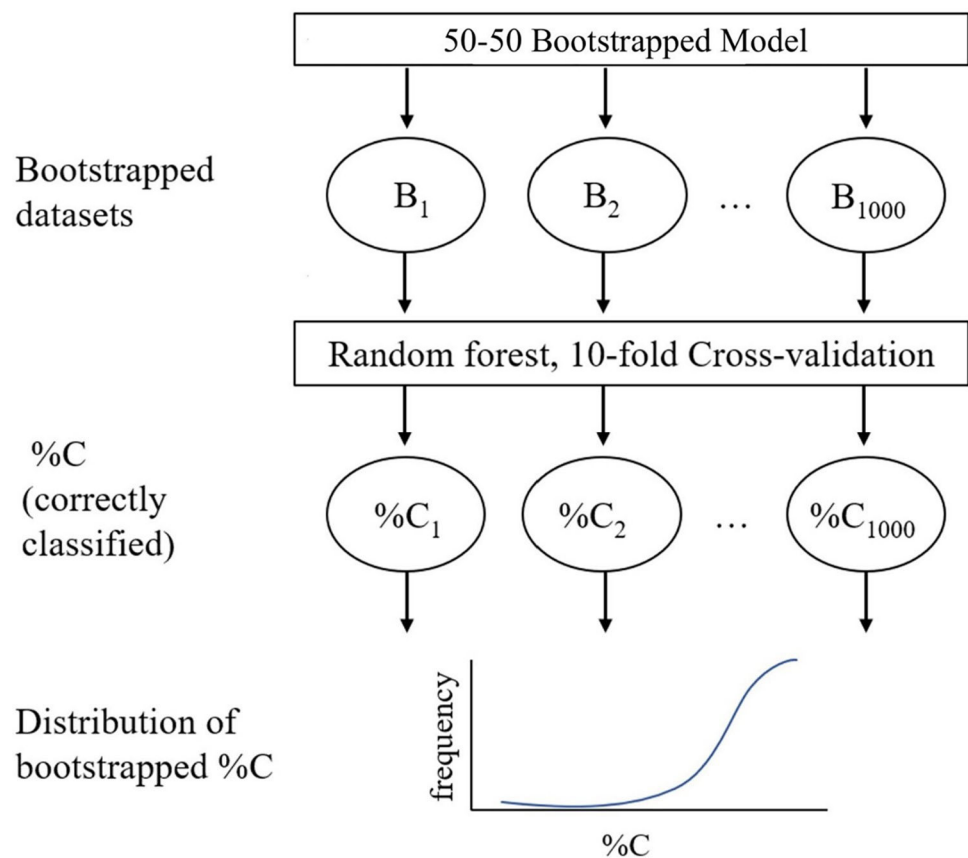 50-50 Bootstrapped Model
Bootstrapped
datasets
B₁
B₂
...
B₁₀₀₀
Random forest, 10-fold Cross-validation
%C
(correctly
classified)
%C₁
%C₂
...
%C₁₀₀₀
Distribution of
bootstrapped %C
frequency
%C